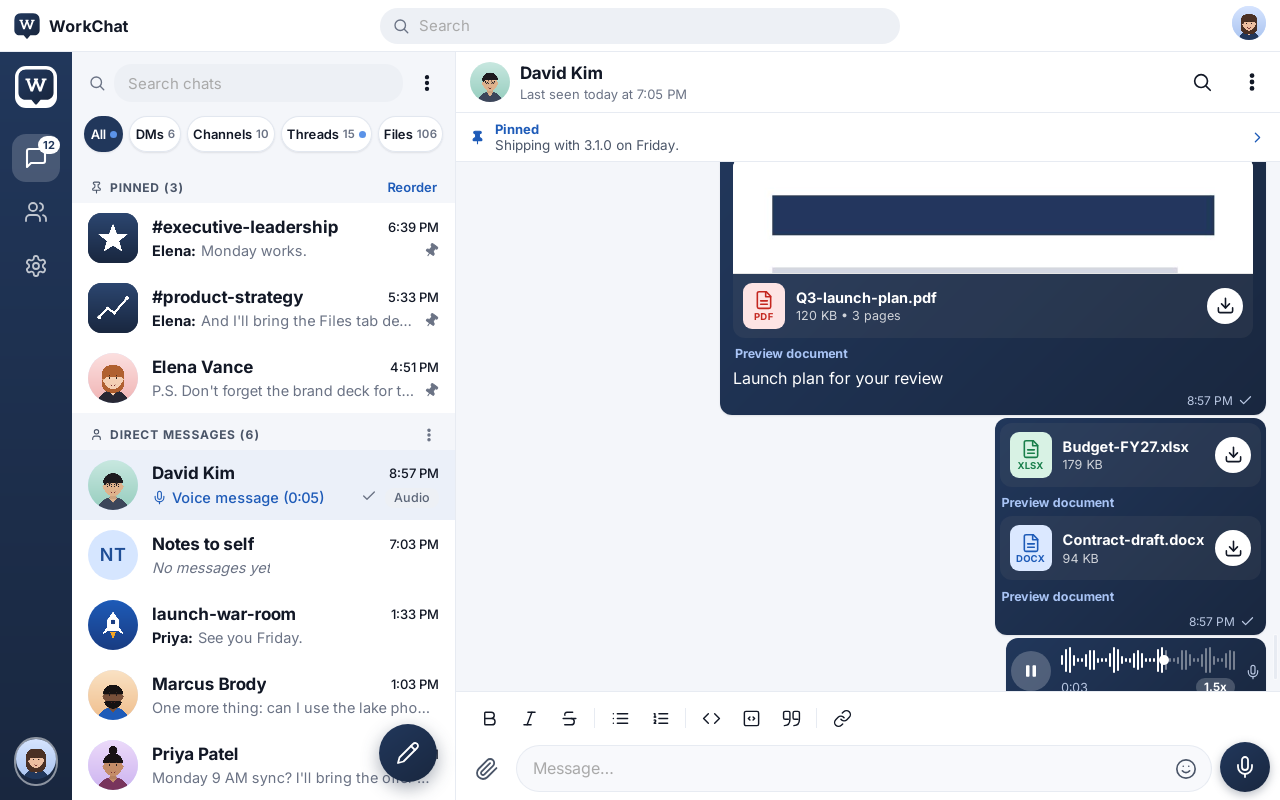 W WorkChat
Search
W
12
Search chats
All
DMs 6
Channels 10
Threads 15
Files 106
PINNED (3)
Reorder
#executive-leadership 6:39 PM
Elena: Monday works.
#product-strategy 5:33 PM
Elena: And I'll bring the Files tab de...
Elena Vance 4:51 PM
P.S. Don't forget the brand deck for t...
DIRECT MESSAGES (6)
David Kim 8:57 PM
Voice message (0:05) Audio
NT
Notes to self 7:03 PM
No messages yet
launch-war-room 1:33 PM
Priya: See you Friday.
Marcus Brody 1:03 PM
One more thing: can I use the lake pho...
Priya Patel
Monday 9 AM sync? I'll bring the
David Kim
Last seen today at 7:05 PM
Pinned
Shipping with 3.1.0 on Friday.
PDF
Q3-launch-plan.pdf
120 KB • 3 pages
Preview document
Launch plan for your review
8:57 PM
XLSX
Budget-FY27.xlsx
179 KB
Preview document
DOCX
Contract-draft.docx
94 KB
Preview document
8:57 PM
0:03
1.5x
Message...